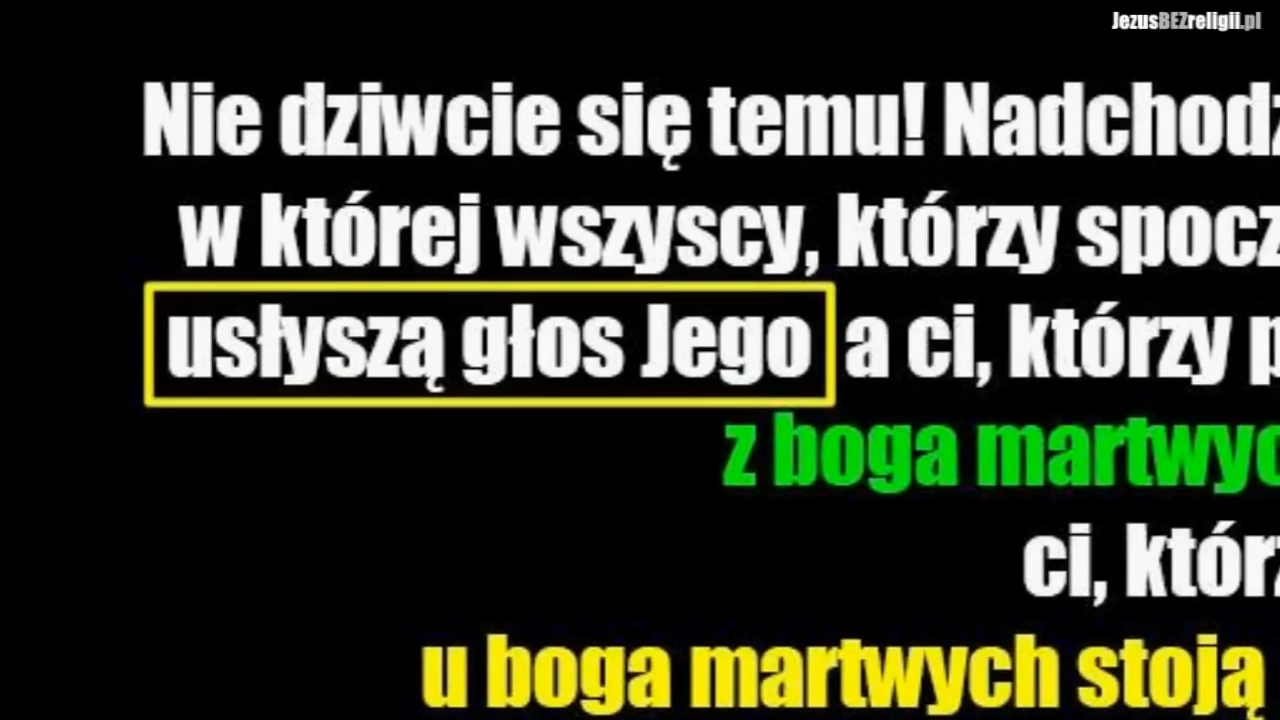 JezusBEZreligii.pl
Nie dziwcie się temu! Nadchodz
w której wszyscy, którzy spocz
usłyszą głos Jego a ci, którzy p
z boga martwyc
ci, którz
u boga martwych stoją